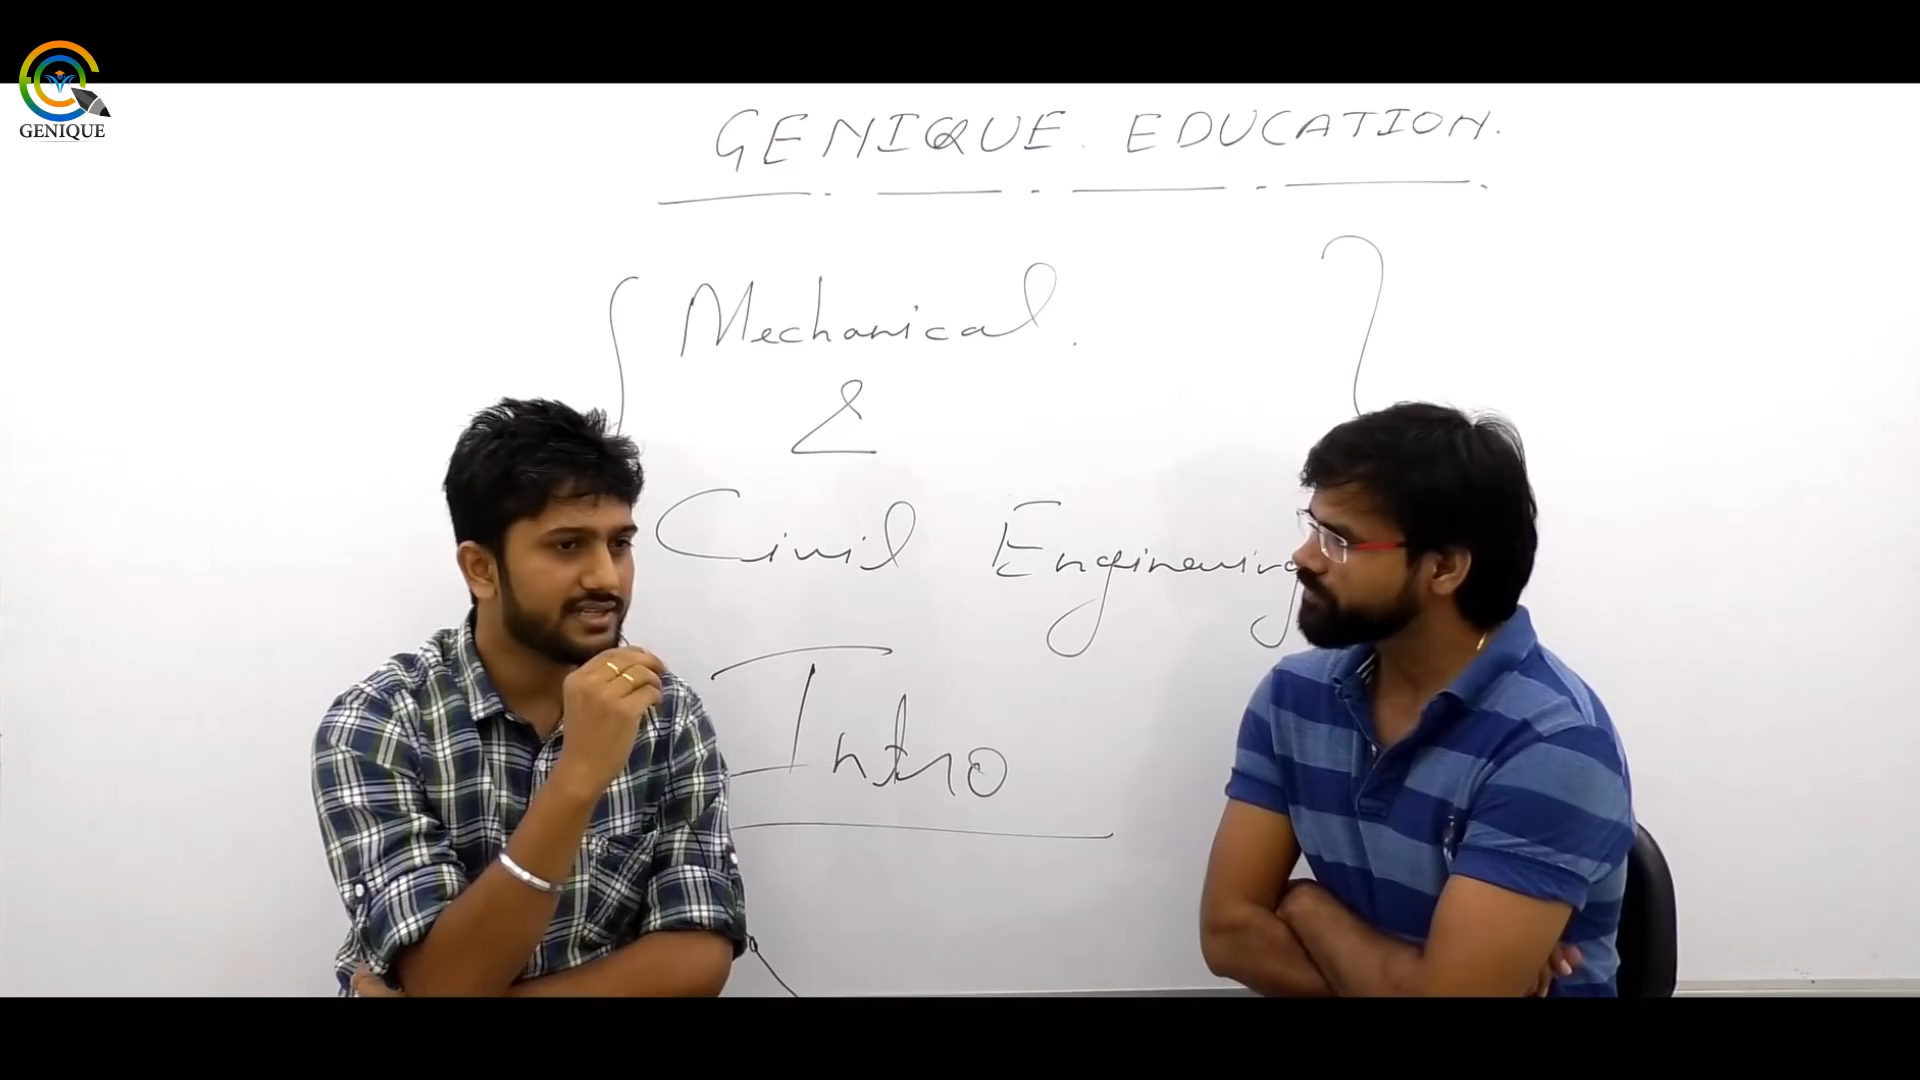 GENIQUE
GENIQUE EDUCATION.
Mechanical.
&
Civil Engineering
Intro